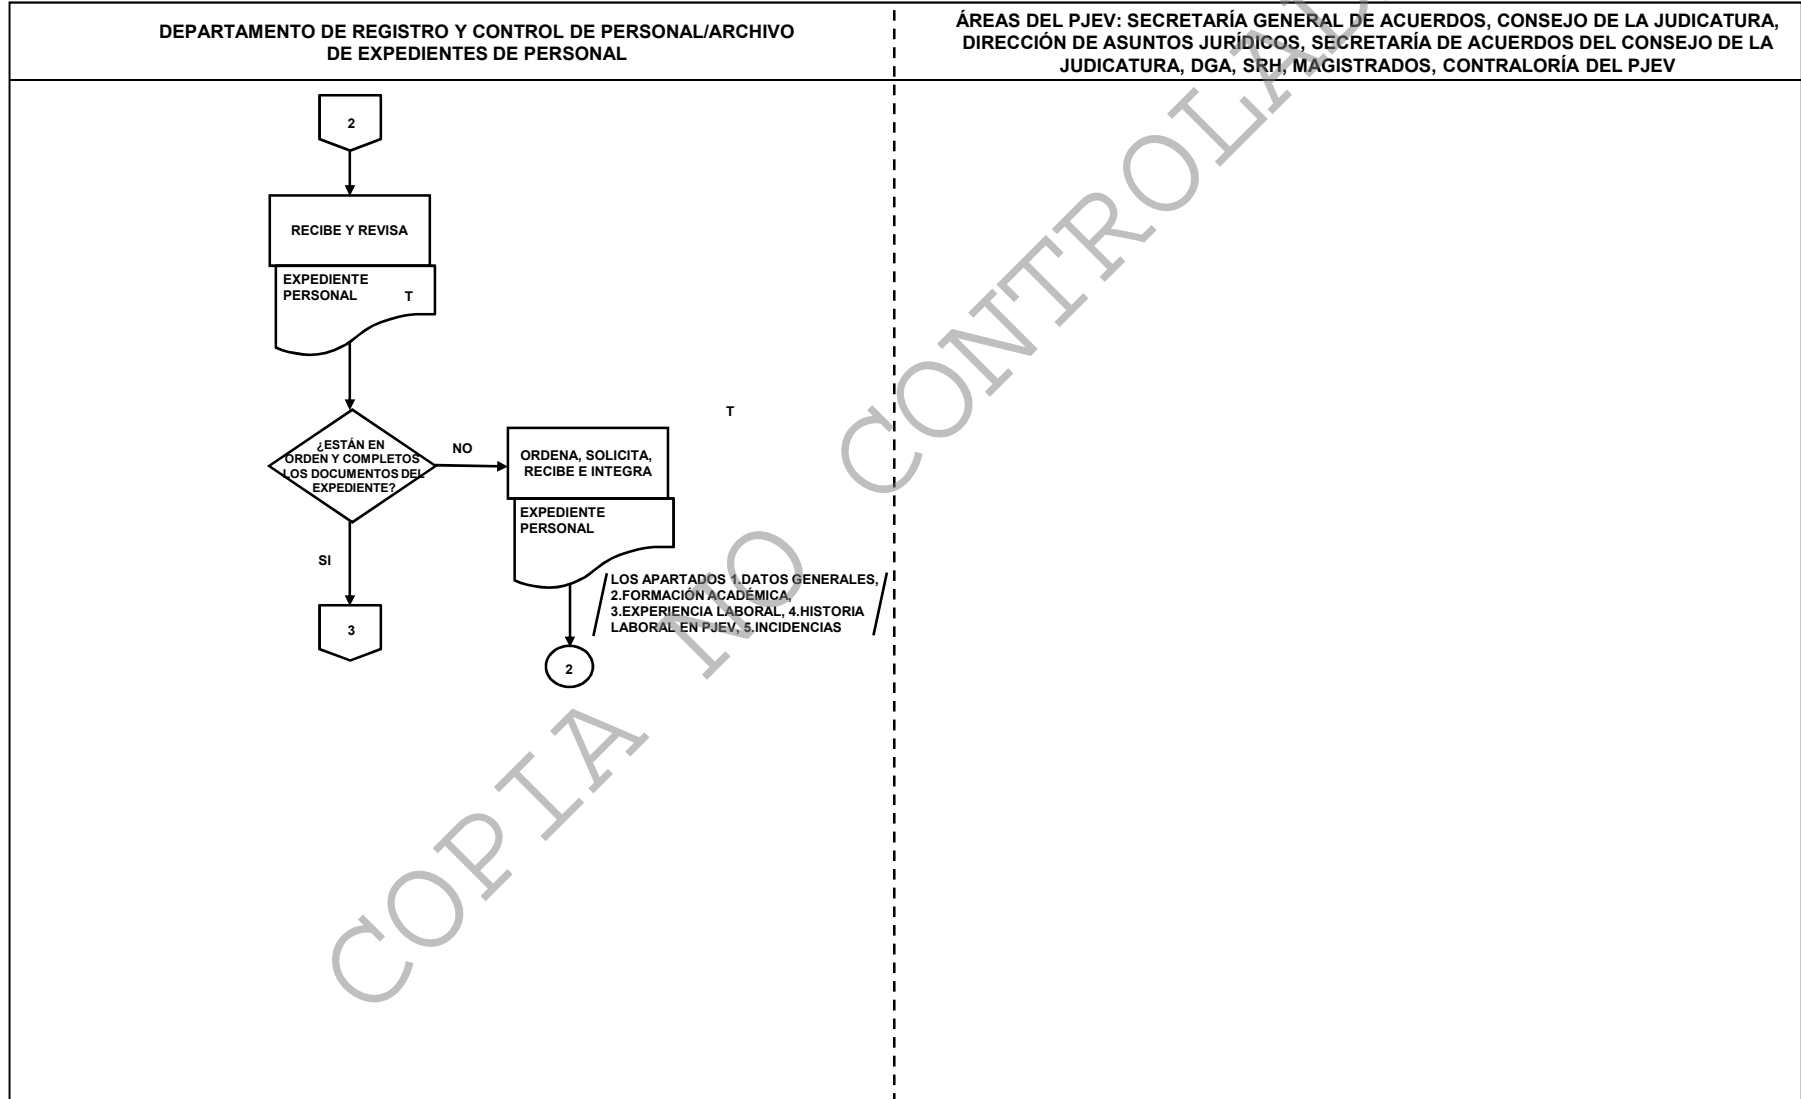 DEPARTAMENTO DE REGISTRO Y CONTROL DE PERSONAL/ARCHIVO
DE EXPEDIENTES DE PERSONAL
ÁREAS DEL PJEV: SECRETARÍA GENERAL DE ACUERDOS, CONSEJO DE LA JUDICATURA,
DIRECCIÓN DE ASUNTOS JURÍDICOS, SECRETARÍA DE ACUERDOS DEL CONSEJO DE LA
JUDICATURA, DGA, SRH, MAGISTRADOS, CONTRALORÍA DEL PJEV
2
RECIBE Y REVISA
EXPEDIENTE
PERSONAL T
T
¿ESTÁN EN
ORDEN Y COMPLETOS
LOS DOCUMENTOS DEL
EXPEDIENTE?
NO
ORDENA, SOLICITA,
RECIBE E INTEGRA
EXPEDIENTE
PERSONAL
SI
LOS APARTADOS 1.DATOS GENERALES,
2.FORMACIÓN ACADÉMICA,
3.EXPERIENCIA LABORAL, 4.HISTORIA
LABORAL EN PJEV, 5.INCIDENCIAS
3
2
COPIA NO CONTROLAD